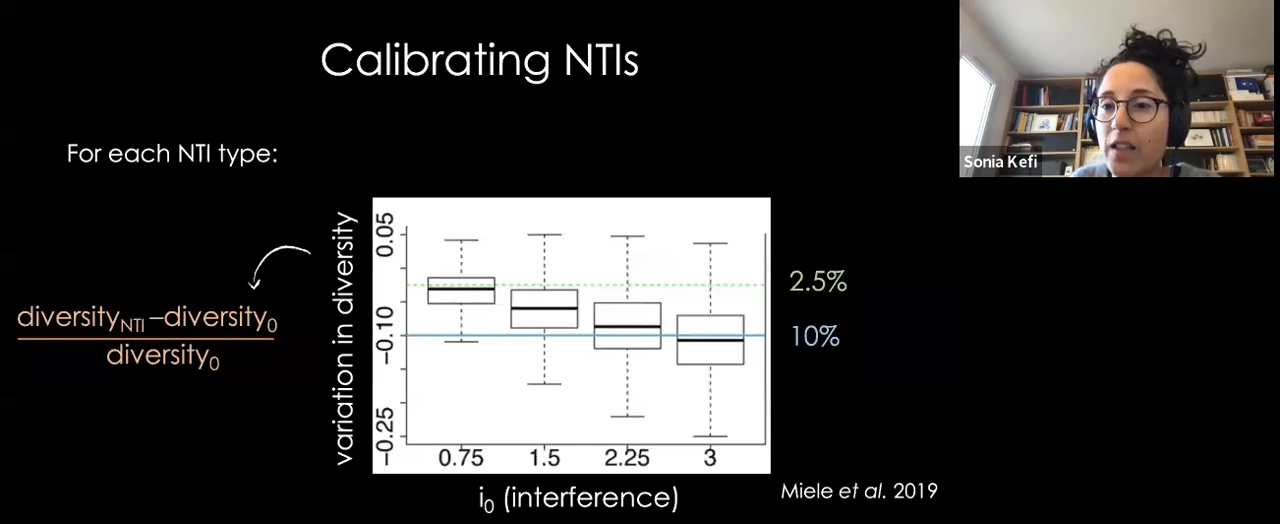 Calibrating NTIs
Sonia Kefi
For each NTI type:
diversityNTI –diversity0
diversity0
variation in diversity
0.05
−0.10
−0.25
2.5%
10%
0.75 1.5 2.25 3
i0 (interference)
Miele et al. 2019